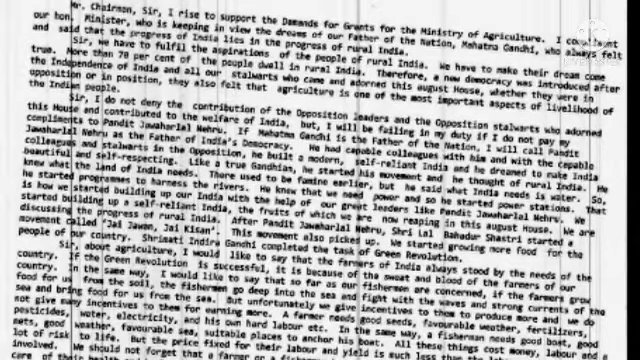 Mr. Chairman, Sir, I rise to support the Demands for Grants for the Ministry of Agriculture. I compliment
our hon. Minister, who is keeping in view the dreams of our Father of the Nation, Mahatma Gandhi, who always felt
and said that the progress of India lies in the progress of rural India.
Sir, we have to fulfil the aspirations of the people of rural India. We have to make their dream come
true. More than 70 per cent of the people dwell in rural India. Therefore, a new democracy was introduced after
the Independence of India and all our stalwarts who came and adorned this august House, whether they were in
opposition or in position, they also felt that agriculture is one of the most important aspects of livelihood of
the Indian people.
Sir, I do not deny the contribution of the Opposition leaders and the Opposition stalwarts who adorned
this House and contributed to the welfare of India, but, I will be failing in my duty if I do not pay my
compliments to Pandit Jawaharlal Nehru. If Mahatma Gandhi is the Father of the Nation, I will call Pandit
Jawaharlal Nehru as the Father of India's Democracy. He had capable colleagues with him and with the capable
colleagues and stalwarts in the Opposition, he built a modern, self-reliant India and he dreamed to make India
beautiful and self-respecting. Like a true Gandhian, he started his movement and he thought of rural India. He
knew what the land of India needs. There used to be famine earlier, but he said what India needs is water. So,
he started programmes to harness the rivers. He knew that we need power and so he started power stations. That
is how we started building up our India with the help of our great leaders like Pandit Jawaharlal Nehru. We
started building up a self-reliant India, the fruits of which we are now reaping in this august House. We are
discussing the progress of rural India. After Pandit Jawaharlal Nehru, Shri Lal Bahadur Shastri started a
movement called 'Jai Jawan, Jai Kisan'. This movement also picked up. We started growing more food for the
people of our country. Shrimati Indira Gandhi completed the task of Green Revolution.
Sir, about agriculture, I would like to say that the farmers of India always stood by the needs of the
country. If the Green Revolution is successful, it is because of the sweat and blood of the farmers of our
country. In the same way, I would like to say that so far as our fishermen are concerned, if the farmers grow
food for us from the soil, the fishermen go deep into the sea and fight with the waves and strong currents of the
sea and bring food for us from the sea. But unfortunately we give incentives to them to produce more and we do
not give many incentives to them for earning more. A farmer needs good seeds, favourable weather, fertilizers,
pesticides, water, electricity, and his own hard labour etc. In the same way, a fisherman needs good boat, good
nets, good weather, favourable sea, suitable places to anchor his boat. All these things cost money, labour and a
lot of risk to life. But the price fixed for their labour and yield is such less than
involved. We should not forget that a farmer or a
care of their health